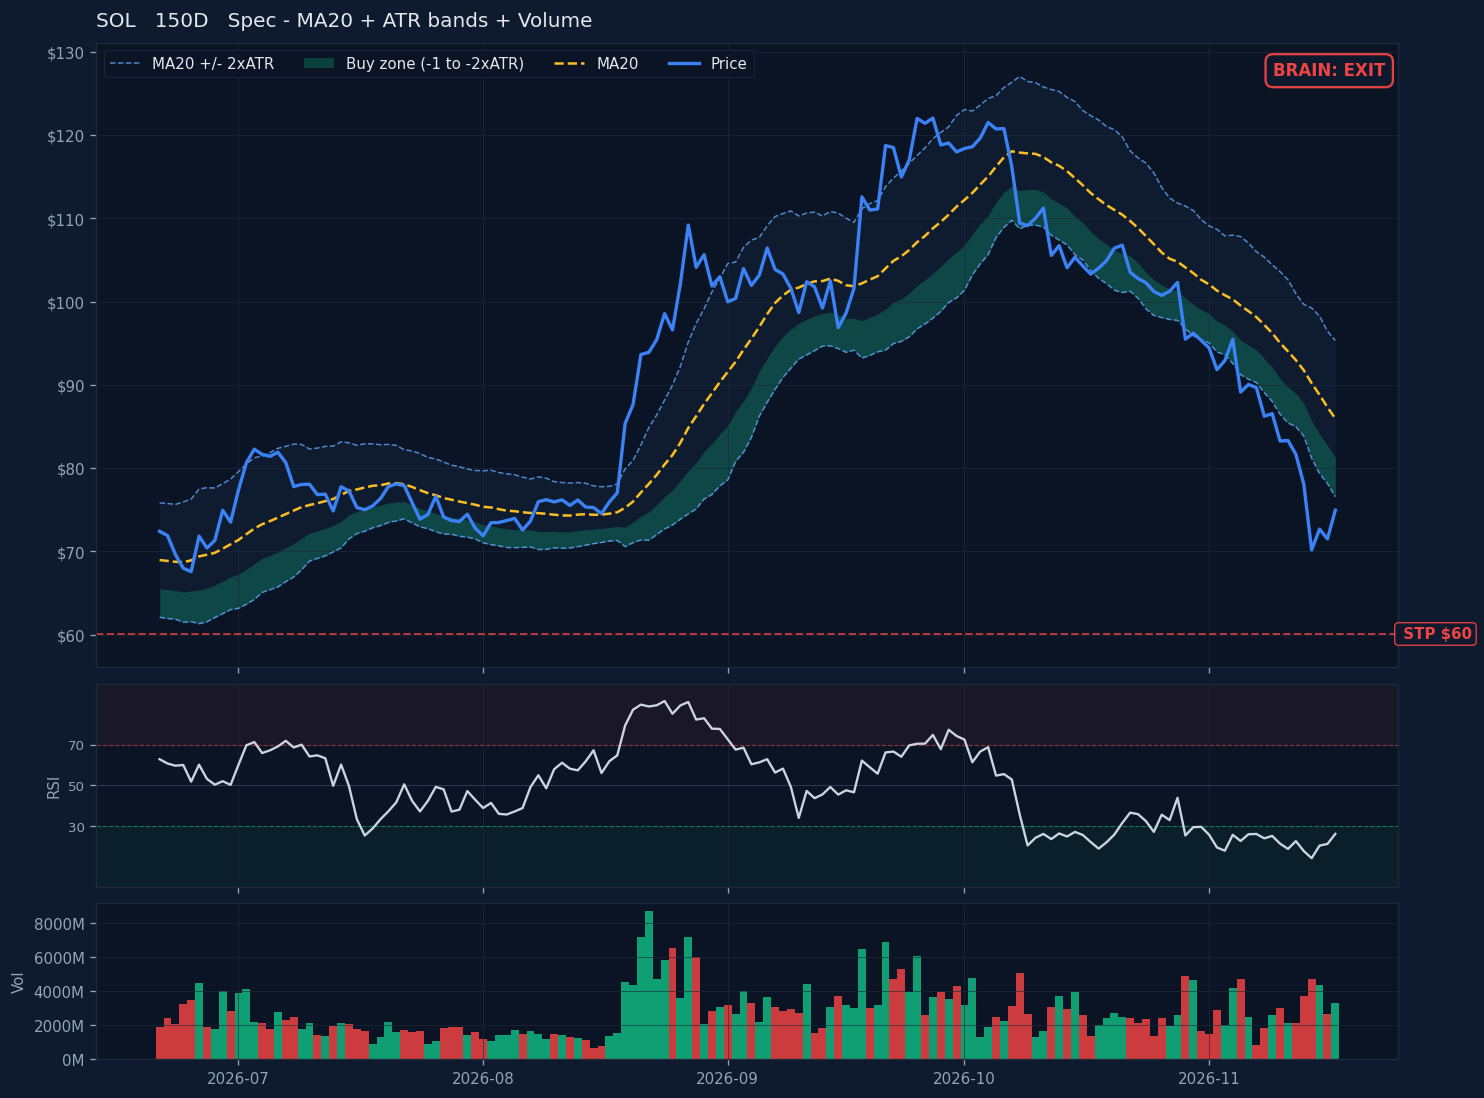 SOL   150D   Spec - MA20 + ATR bands + Volume
MA20 +/- 2xATR
Buy zone (-1 to -2xATR)
MA20
Price
BRAIN: EXIT
$130
$120
$110
$100
$90
$80
$70
$60
STP $60
RSI
70
50
30
Vol
8000M
6000M
4000M
2000M
0M
2026-07
2026-08
2026-09
2026-10
2026-11